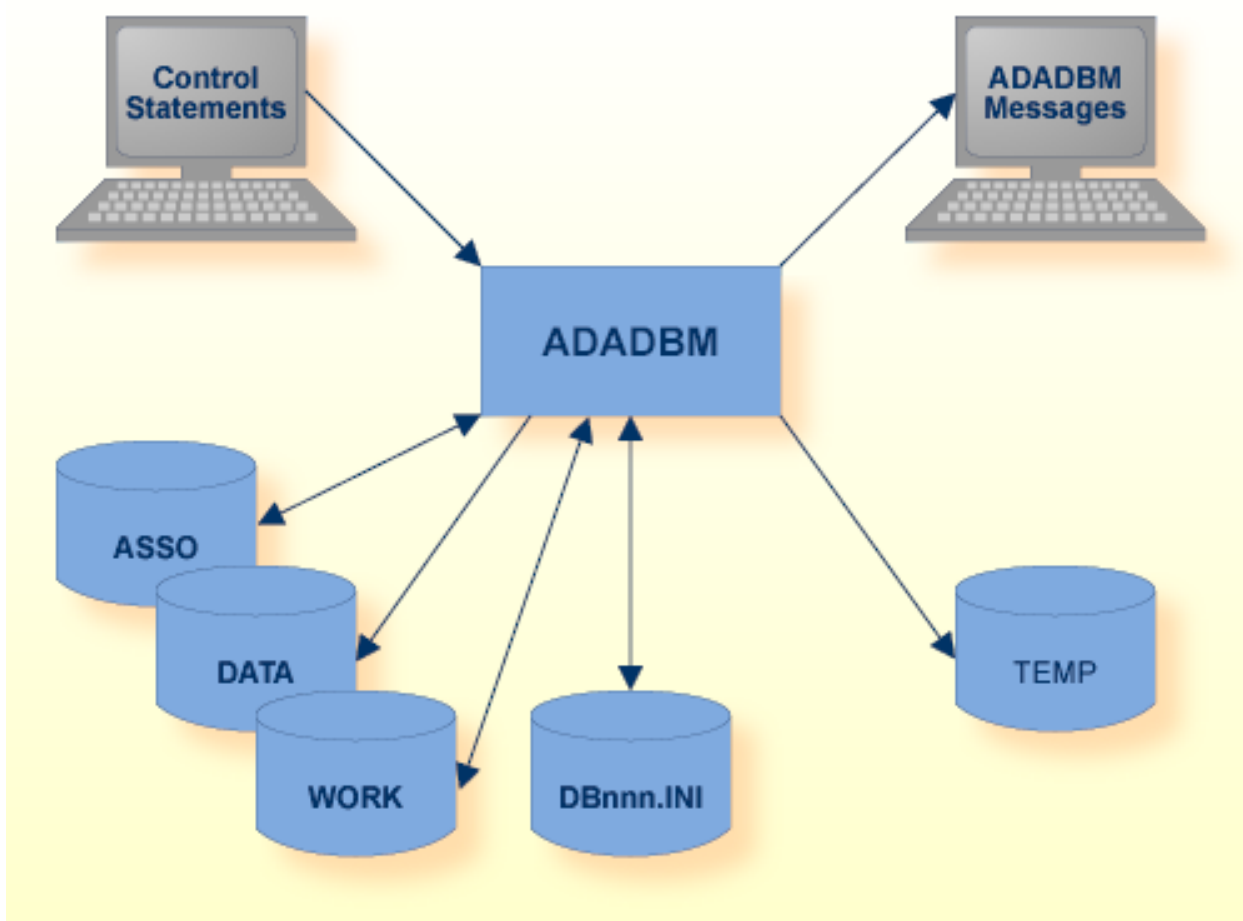 Control
Statements
ADADBM
Messages
ADADBM
ASSO
DATA
WORK
DBnnn.INI
TEMP